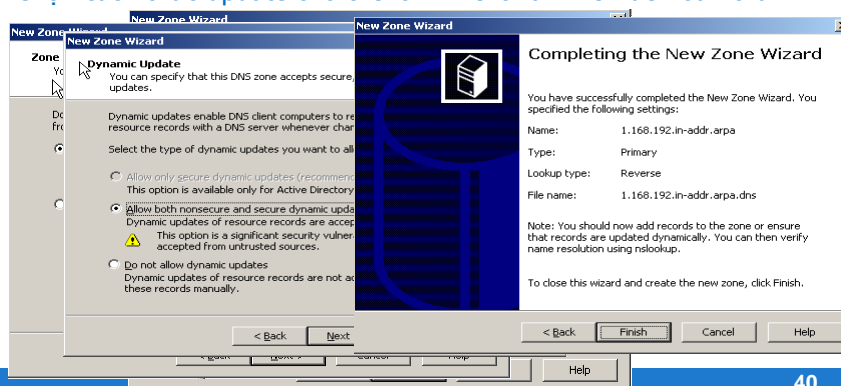 New Zone Wizard
New Zone
Zone
New Zone Wizard
Dynamic Update
You can specify that this DNS zone accepts secure,
updates.
Dynamic updates enable DNS client computers to re
resource records with a DNS server whenever char
Select the type of dynamic updates you want to al
Allow only secure dynamic updates (recommenc
This option is available only for Active Directory
Allow both nonsecure and secure dynamic upda
Dynamic updates of resource records are accep
This option is a significant security vulner
accepted from untrusted sources.
Do not allow dynamic updates
Dynamic updates of resource records are not ac
these records manually.
< Back Next
New Zone Wizard
Completing the New Zone Wizard
You have successfully completed the New Zone Wizard. You
specified the following settings:
Name: 1.168.192.in-addr.arpa
Type: Primary
Lookup type: Reverse
File name: 1.168.192.in-addr.arpa.dns
Note: You should now add records to the zone or ensure
that records are updated dynamically. You can then verify
name resolution using nslookup.
To close this wizard and create the new zone, click Finish.
< Back Finish Cancel Help
Help
40